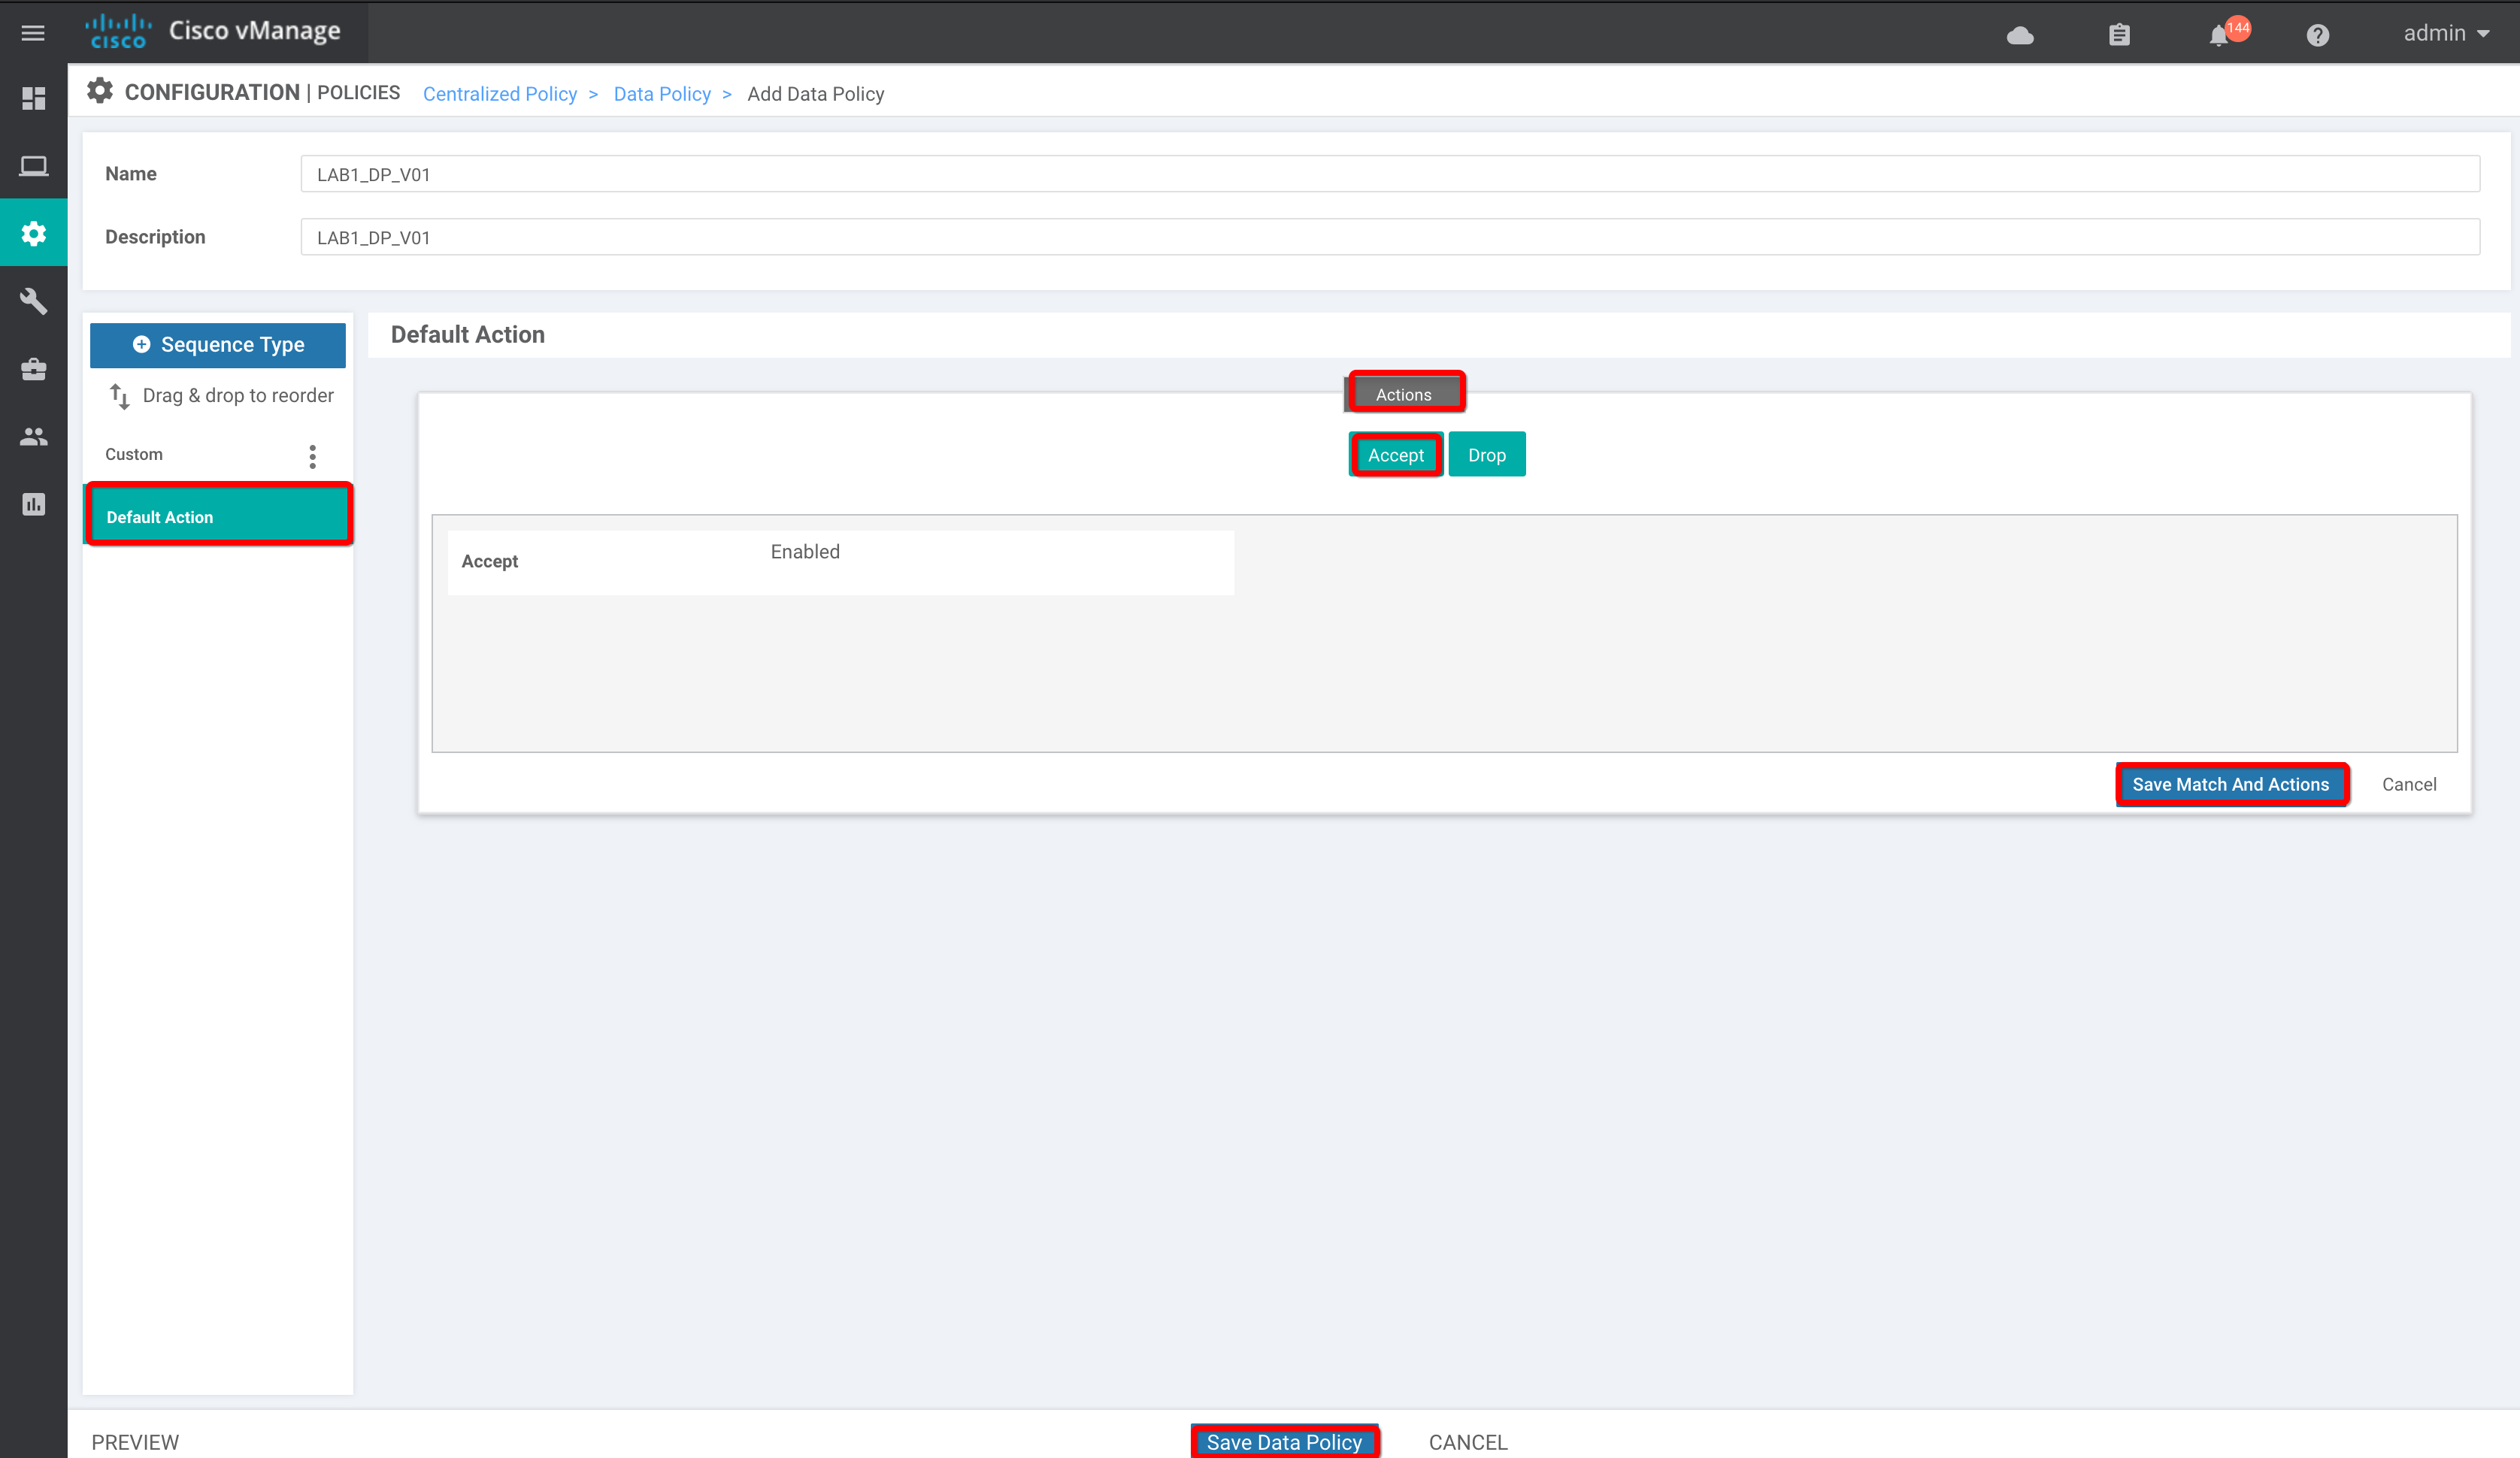 CISCO Cisco vManage
144
admin
CONFIGURATION | POLICIES Centralized Policy > Data Policy > Add Data Policy
Name LAB1_DP_V01
Description LAB1_DP_V01
Sequence Type
Drag & drop to reorder
Custom
Default Action
Default Action
Actions
Accept Drop
Accept Enabled
Save Match And Actions Cancel
PREVIEW Save Data Policy CANCEL